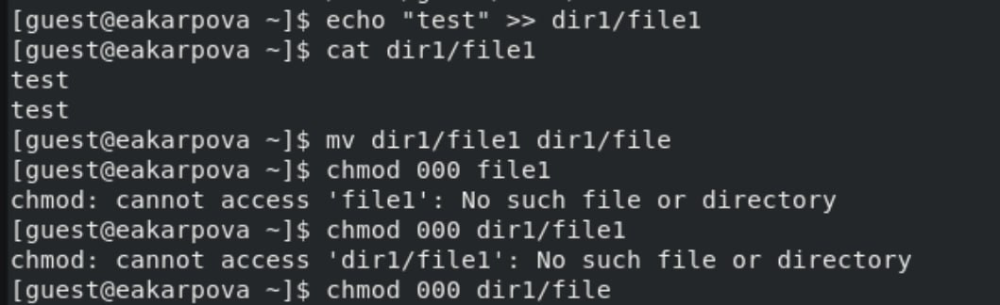 [guest@eakarpova ~]$ echo "test" >> dir1/file1
[guest@eakarpova ~]$ cat dir1/file1
test
test
[guest@eakarpova ~]$ mv dir1/file1 dir1/file
[guest@eakarpova ~]$ chmod 000 file1
chmod: cannot access 'file1': No such file or directory
[guest@eakarpova ~]$ chmod 000 dir1/file1
chmod: cannot access 'dir1/file1': No such file or directory
[guest@eakarpova ~]$ chmod 000 dir1/file